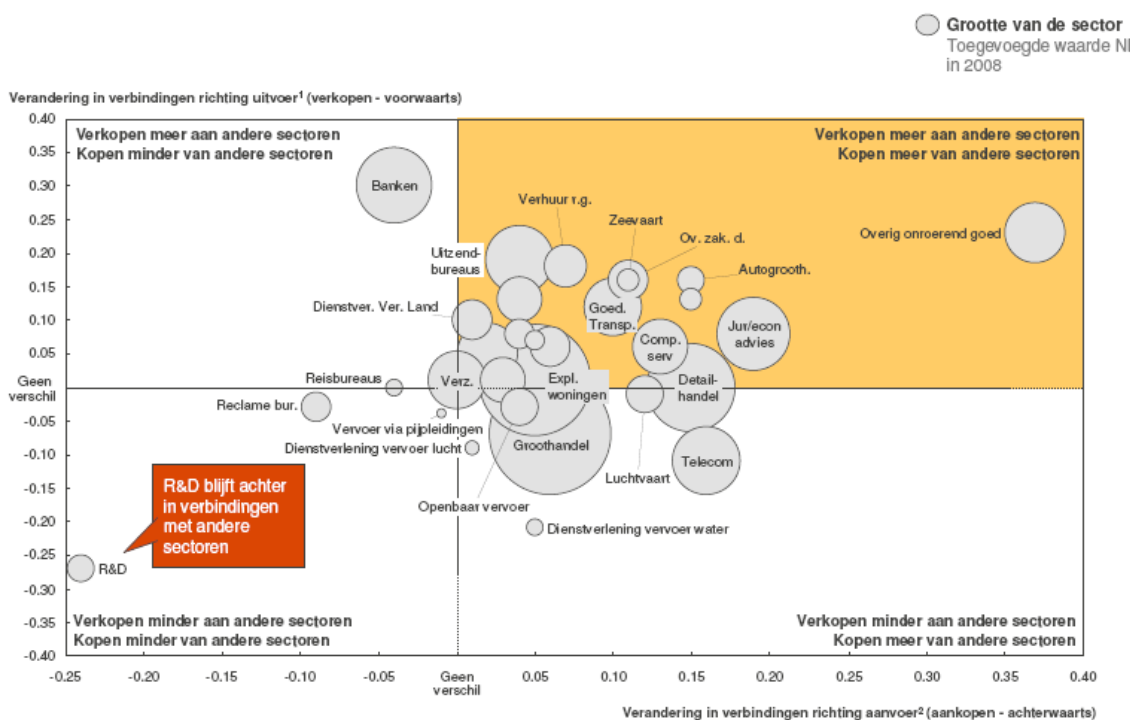 Grootte van de sector
Toegevoegde waarde Nl
in 2008
Verandering in verbindingen richting uitvoer¹ (verkopen - voorwaarts)
0.40
0.35
0.30
0.25
0.20
0.15
0.10
0.05
Geen
verschil
-0.05
-0.10
-0.15
-0.20
-0.25
-0.30
-0.35
-0.40
Verkopen meer aan andere sectoren
Kopen minder van andere sectoren
Verkopen meer aan andere sectoren
Kopen meer van andere sectoren
Banken
Verhuur r.g.
Zeevaart
Ov. zak. d.
Overig onroerend goed
Uitzend-
bureaus
Autogrooth.
Dienstver. Ver. Land
Goed.
Transp.
Jur/econ
advies
Comp.
serv
Reisbureaus
Verz.
Expl.
woningen
Detail-
handel
Reclame bur.
Vervoer via pijpleidingen
Dienstverlening vervoer lucht
Groothandel
Telecom
Luchtvaart
Openbaar vervoer
Dienstverlening vervoer water
R&D blijft achter
in verbindingen
met andere
sectoren
R&D
Verkopen minder aan andere sectoren
Kopen minder van andere sectoren
Verkopen minder aan andere sectoren
Kopen meer van andere sectoren
-0.25
-0.20
-0.15
-0.10
-0.05
Geen
verschil
0.05
0.10
0.15
0.20
0.25
0.30
0.35
0.40
Verandering in verbindingen richting aanvoer² (aankopen - achterwaarts)